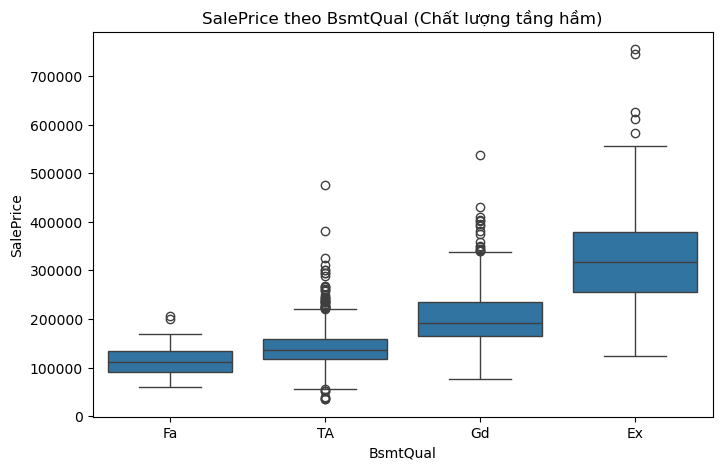 SalePrice theo BsmtQual (Chất lượng tầng hầm)
700000
600000
500000
400000
300000
200000
100000
0
SalePrice
Fa TA Gd Ex
BsmtQual